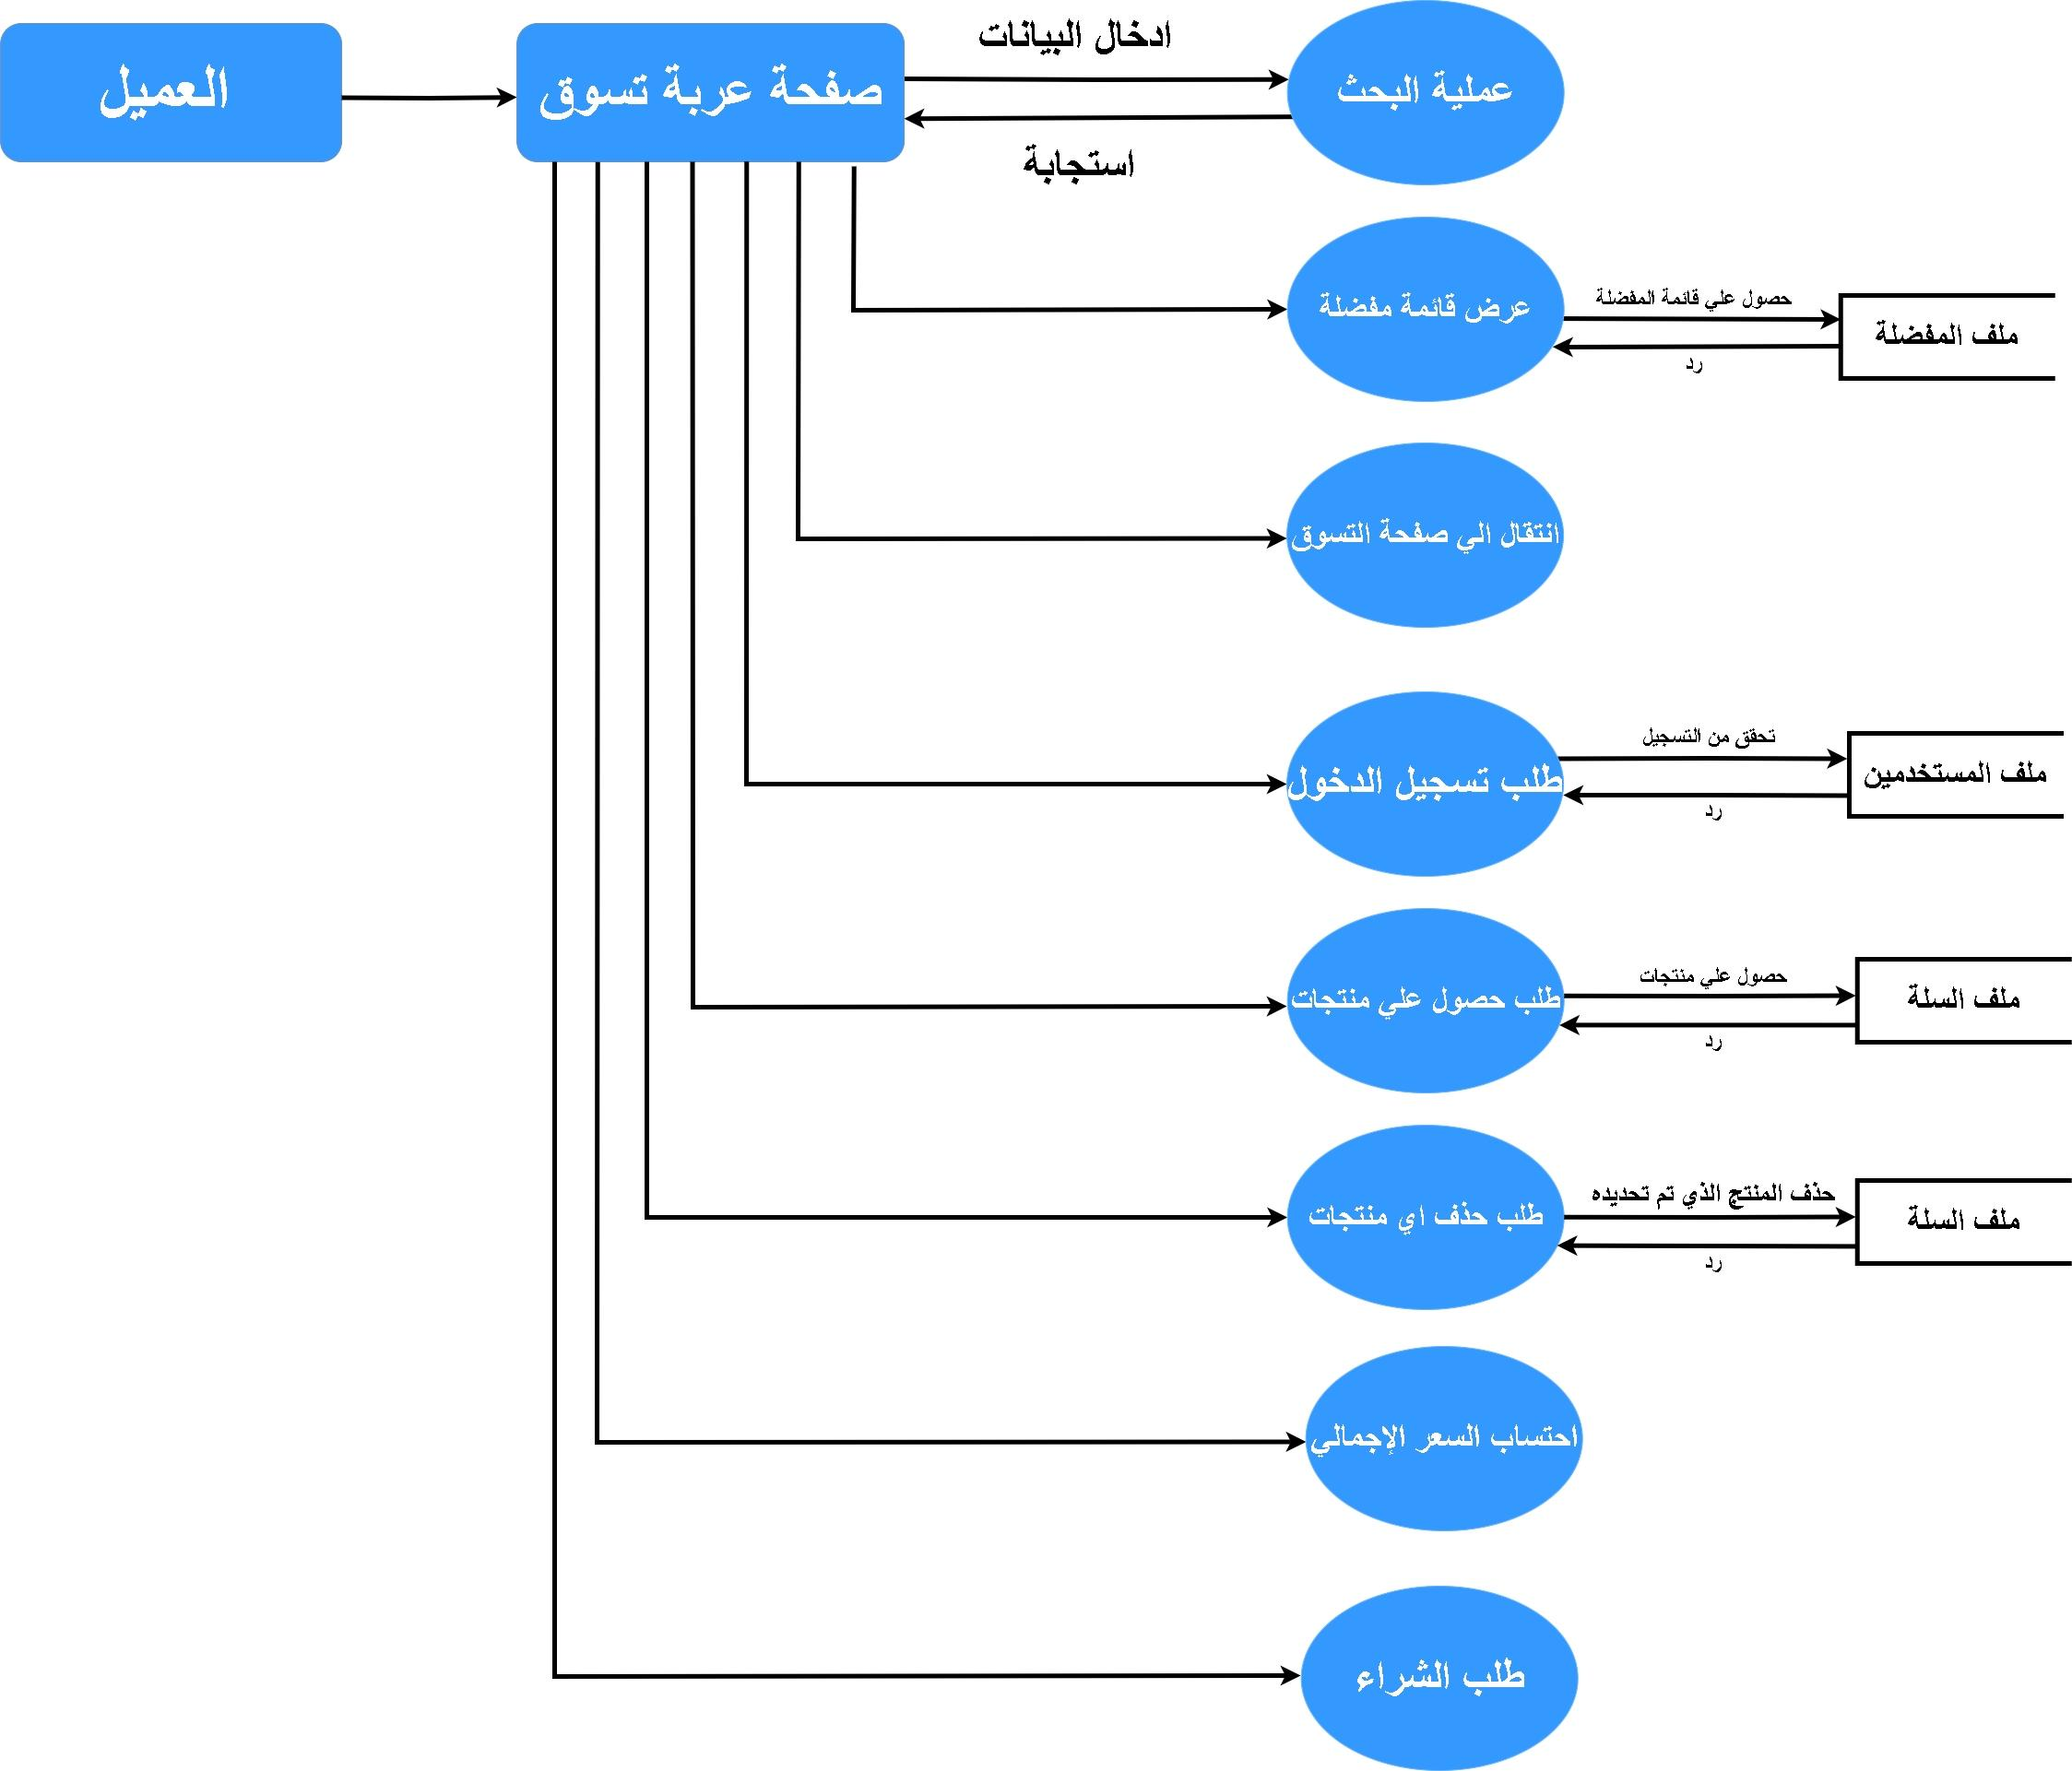 العميل
صفحة عربة تسوق
ادخال البيانات
استجابة
عملية البحث
عرض قائمة مفضلة
حصول علي قائمة المفضلة
رد
ملف المفضلة
انتقال الي صفحة التسوق
طلب تسجيل الدخول
تحقق من التسجيل
رد
ملف المستخدمين
طلب حصول علي منتجات
حصول علي منتجات
رد
ملف السلة
طلب حذف اي منتجات
حذف المنتج الذي تم تحديده
رد
ملف السلة
احتساب السعر الإجمالي
طلب الشراء